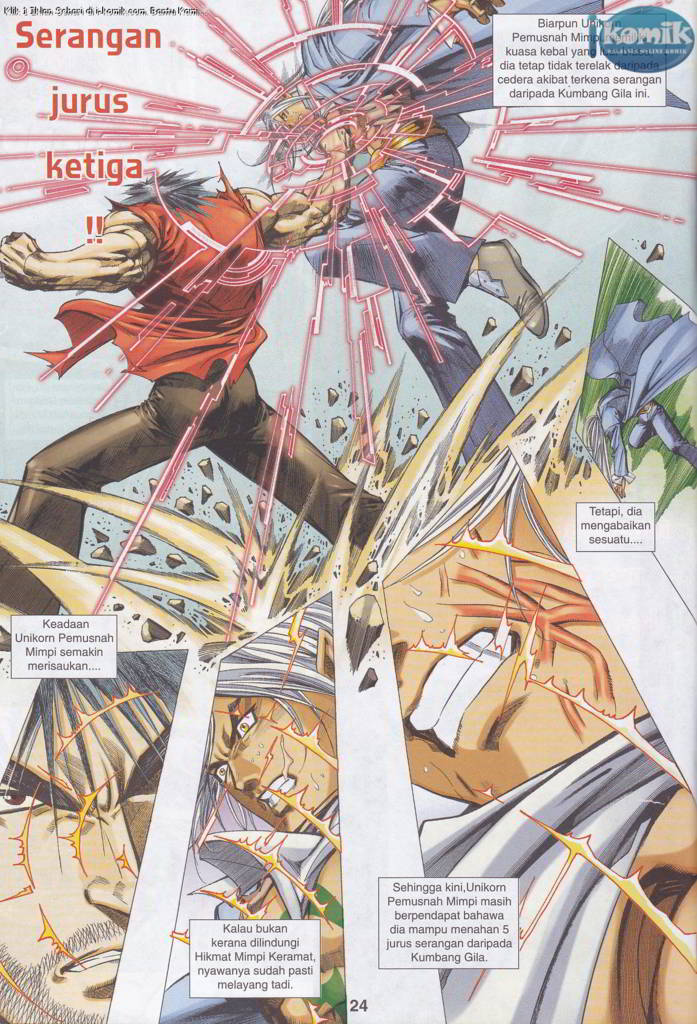 Serangan
jurus
ketiga
!!
Biarpun Unikorn
Pemusnah Mimpi
kuasa kebal yang
dia tetap tidak terelak daripada
cedera akibat terkena serangan
daripada Kumbang Gila ini.
komik
Tetapi, dia
mengabaikan
sesuatu....
Keadaan
Unikorn Pemusnah
Mimpi semakin
merisaukan....
Kalau bukan
kerana dilindungi
Hikmat Mimpi Keramat,
nyawanya sudah pasti
melayang tadi.
Sehingga kini,Unikorn
Pemusnah Mimpi masih
berpendapat bahawa
dia mampu menahan 5
jurus serangan daripada
Kumbang Gila.
24